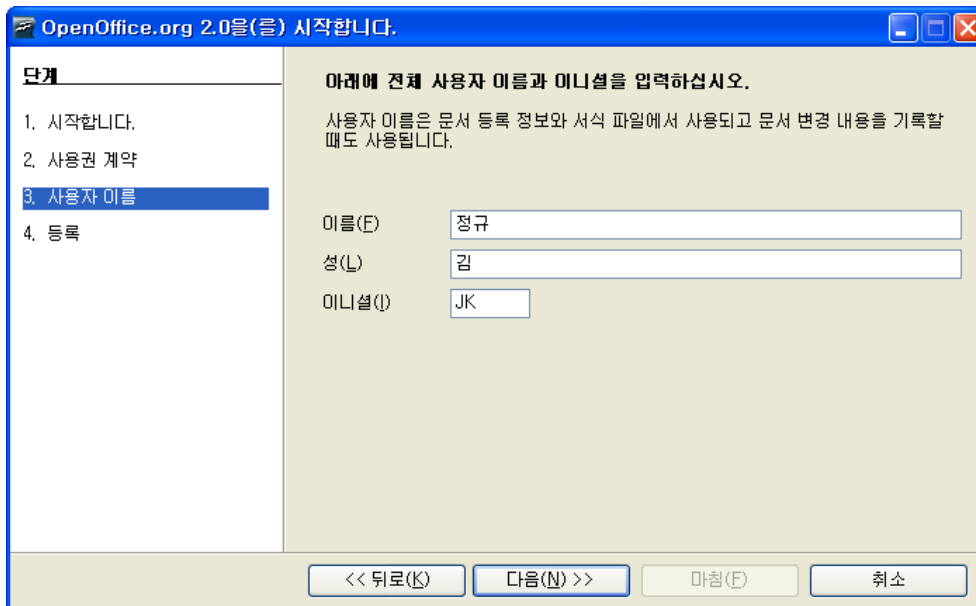 OpenOffice.org 2.0을(를) 시작합니다.
단계
1. 시작합니다.
2. 사용권 계약
3. 사용자 이름
4. 등록
아래에 전체 사용자 이름과 이니셜을 입력하십시오.
사용자 이름은 문서 등록 정보와 서식 파일에서 사용되고 문서 변경 내용을 기록할
때도 사용됩니다.
이름(F) 정규
성(L) 김
이니셜(I) JK
<< 뒤로(K) 다음(N) >> 마침(F) 취소